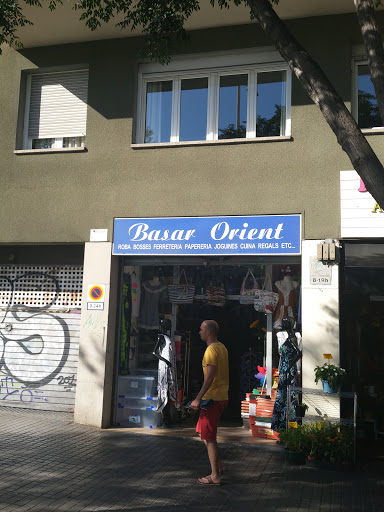 Basar Orient
ROBA BOSSES FERRETERIA PAPERERIA JOGUINES CUINA REGALS ETC...